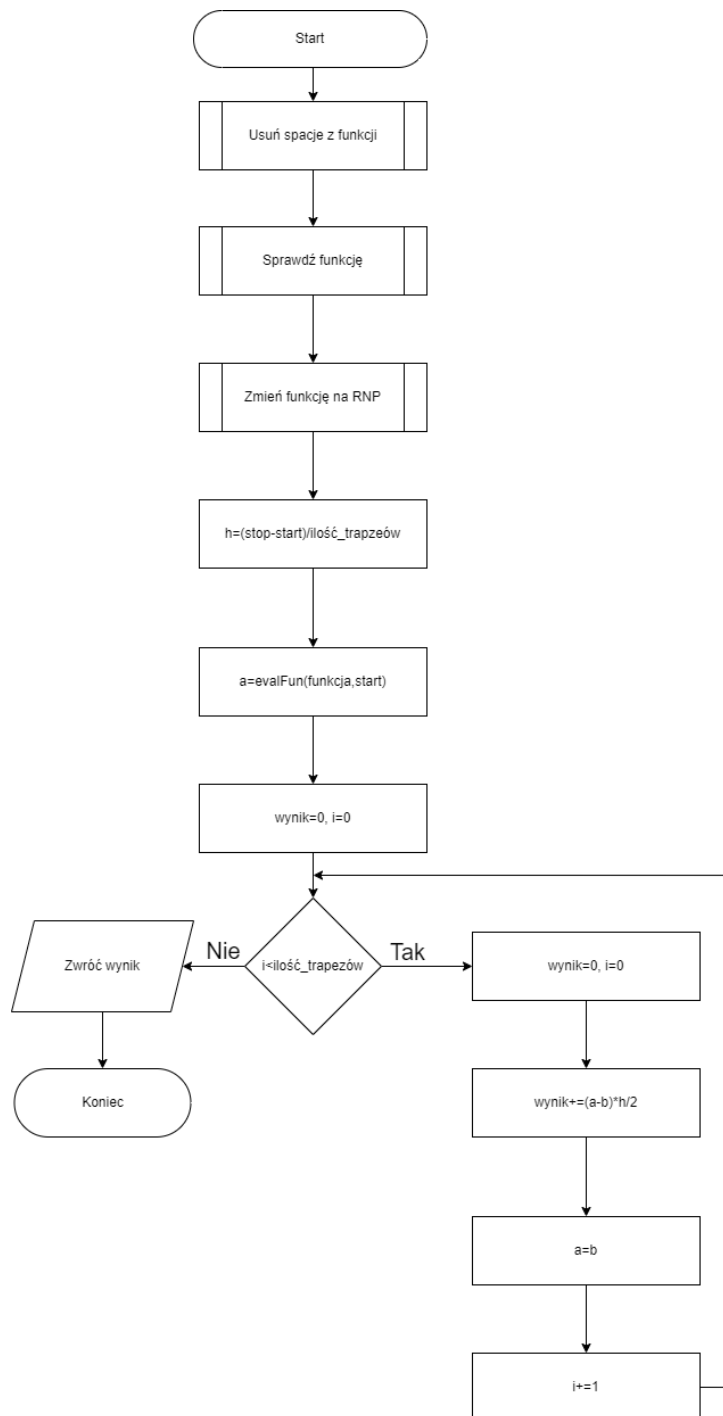 Start
Usuń spacje z funkcji
Sprawdź funkcję
Zmień funkcję na RNP
h=(stop-start)/ilość_trapzeów
a=evalFun(funkcja,start)
wynik=0, i=0
i<ilość_trapezów
Nie
Tak
Zwróć wynik
Koniec
wynik=0, i=0
wynik+=(a-b)*h/2
a=b
i+=1